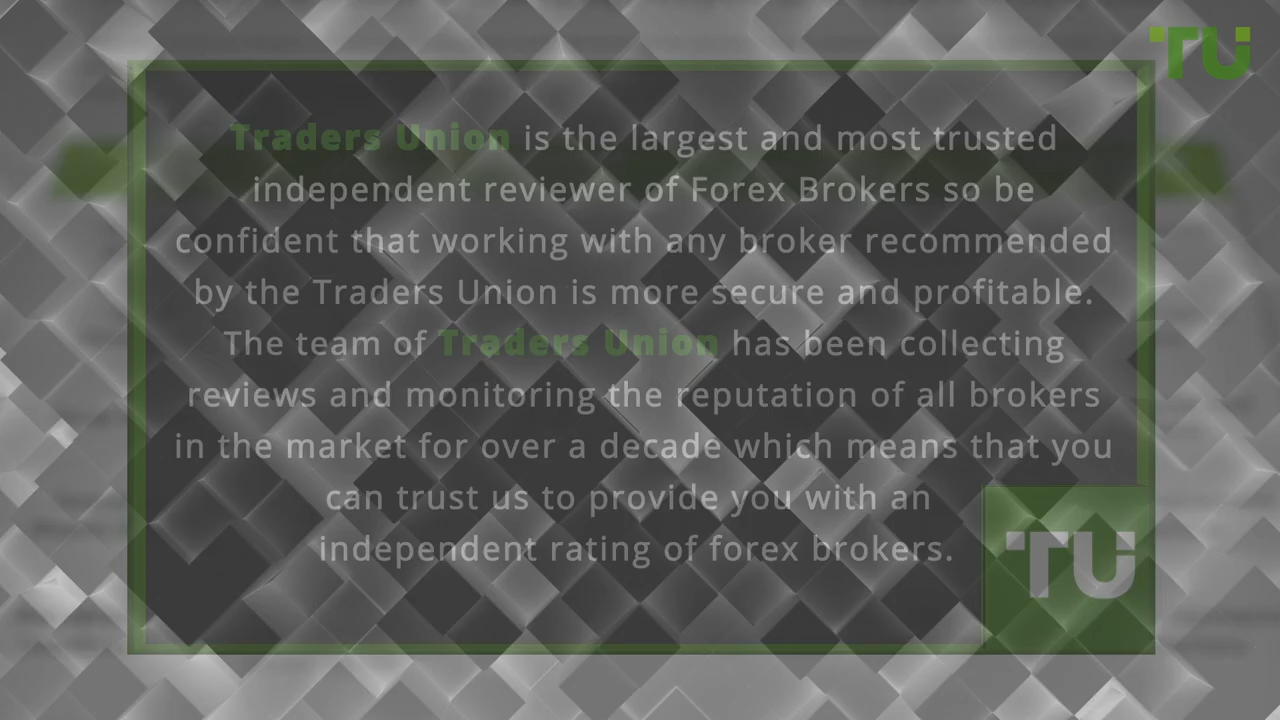 TU
Traders Union is the largest and most trusted
independent reviewer of Forex Brokers so be
confident that working with any broker recommended
by the Traders Union is more secure and profitable.
The team of Traders Union has been collecting
reviews and monitoring the reputation of all brokers
in the market for over a decade which means that you
can trust us to provide you with an
independent rating of forex brokers.
TU